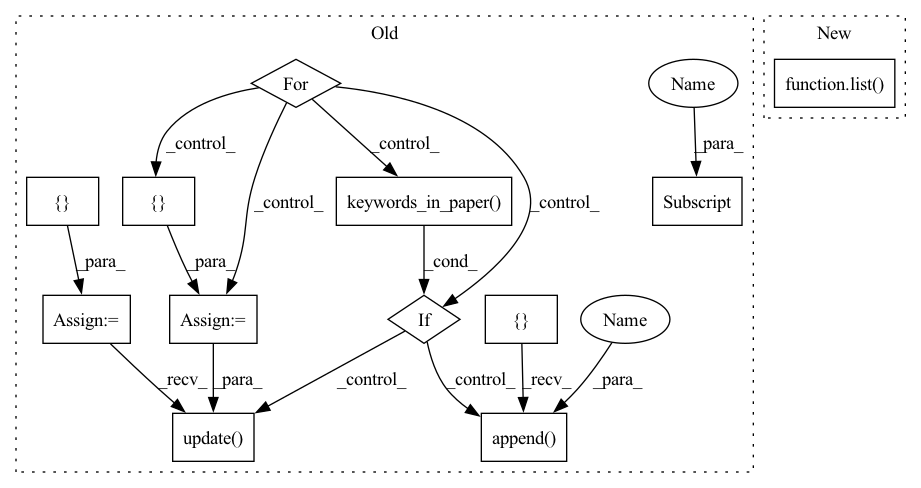 Old
New
For
Name
function.list()
_control_
_control_
_para_
{}
{}
keywords_in_paper()
Subscript
_control_
_control_
_para_
_para_
_cond_
Assign:=
Assign:=
If
{}
Name
_recv_
_para_
_control_
_control_
_recv_
_para_
update()
append()